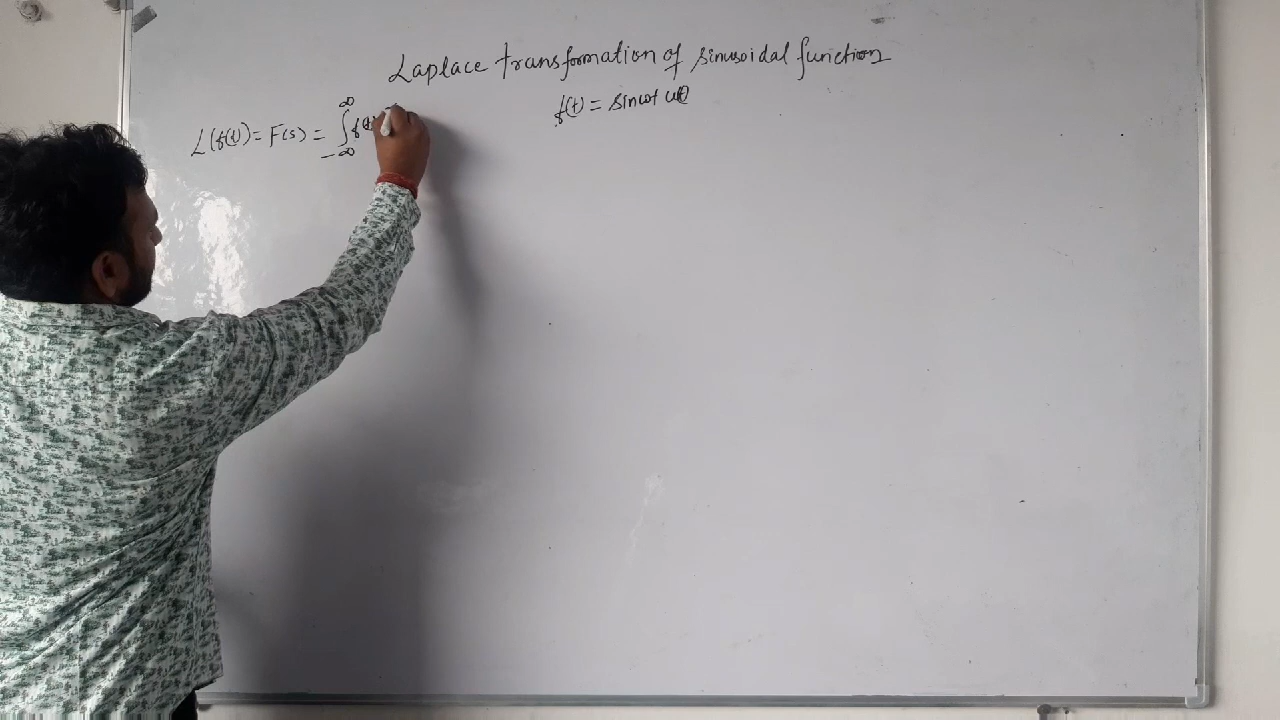 Laplace transformation of sinusoidal function
f(t) = sinωt u(t)
L(f(t)) = F(s) = ∫_{-∞}^{∞} f(t)